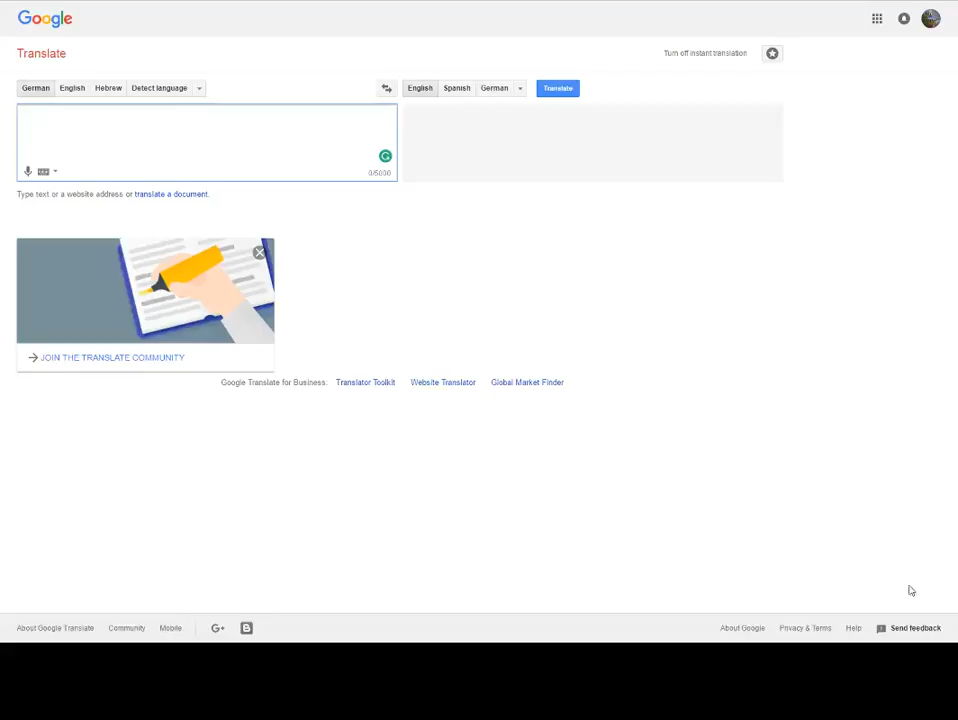 Google
Translate
Turn off instant translation
German English Hebrew Detect language
English Spanish German Translate
0/5000
Type text or a website address or translate a document.
JOIN THE TRANSLATE COMMUNITY
Google Translate for Business: Translator Toolkit Website Translator Global Market Finder
About Google Translate Community Mobile G+ B About Google Privacy & Terms Help Send feedback